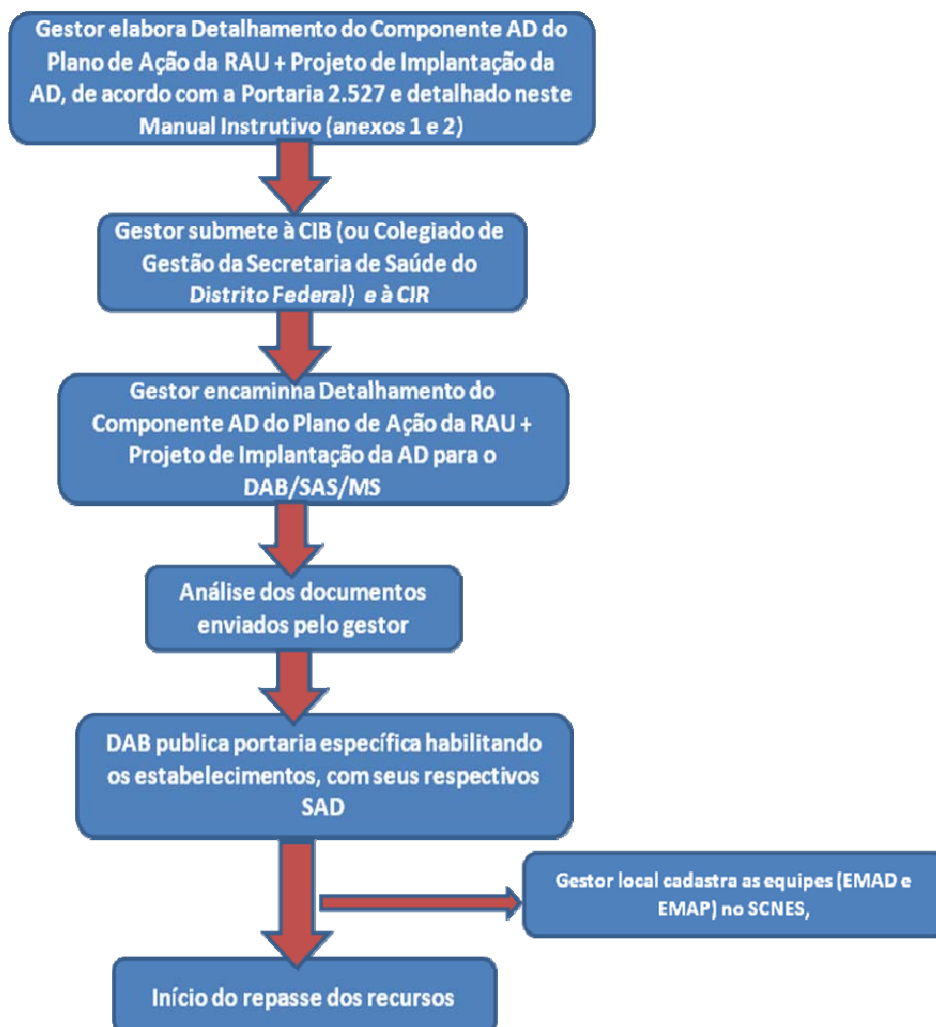 Gestor elabora Detalhamento do Componente AD do
Plano de Ação da RAU + Projeto de Implantação da
AD, de acordo com a Portaria 2.527 e detalhado neste
Manual Instrutivo (anexos 1 e 2)
Gestor submete à CIB (ou Colegiado de
Gestão da Secretaria de Saúde do
Distrito Federal) e à CIR
Gestor encaminha Detalhamento do
Componente AD do Plano de Ação da RAU +
Projeto de Implantação da AD para o
DAB/SAS/MS
Análise dos documentos
enviados pelo gestor
DAB publica portaria específica habilitando
os estabelecimentos, com seus respectivos
SAD
Gestor local cadastra as equipes (EMAD e
EMAP) no SCNES,
Início do repasse dos recursos